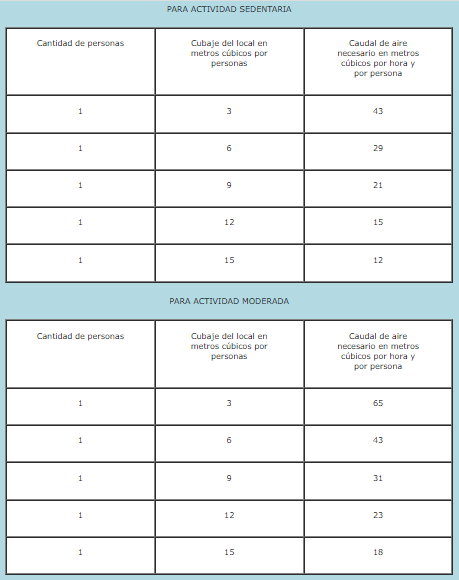 PARA ACTIVIDAD SEDENTARIA
Cantidad de personas
Cubaje del local en
metros cúbicos por
personas
Caudal de aire
necesario en metros
cúbicos por hora y
por persona
1 3 43
1 6 29
1 9 21
1 12 15
1 15 12
PARA ACTIVIDAD MODERADA
Cantidad de personas
Cubaje del local en
metros cúbicos por
personas
Caudal de aire
necesario en metros
cúbicos por hora y
por persona
1 3 65
1 6 43
1 9 31
1 12 23
1 15 18